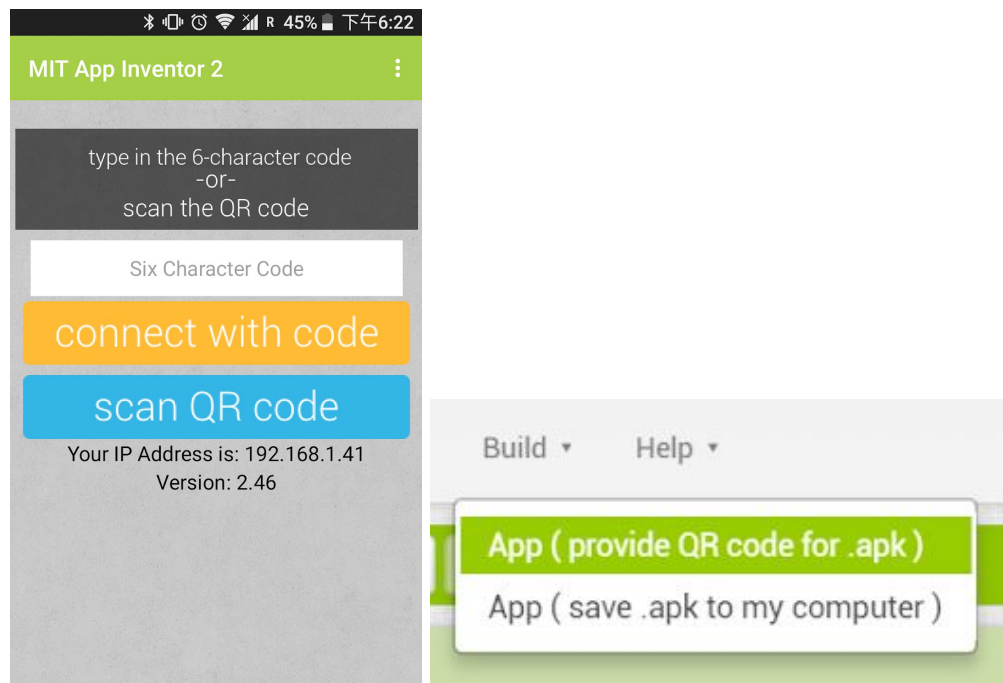 R 45% 下午6:22
MIT App Inventor 2
type in the 6-character code
-or-
scan the QR code
Six Character Code
connect with code
scan QR code
Your IP Address is: 192.168.1.41
Version: 2.46
Build Help
App ( provide QR code for .apk )
App ( save .apk to my computer )